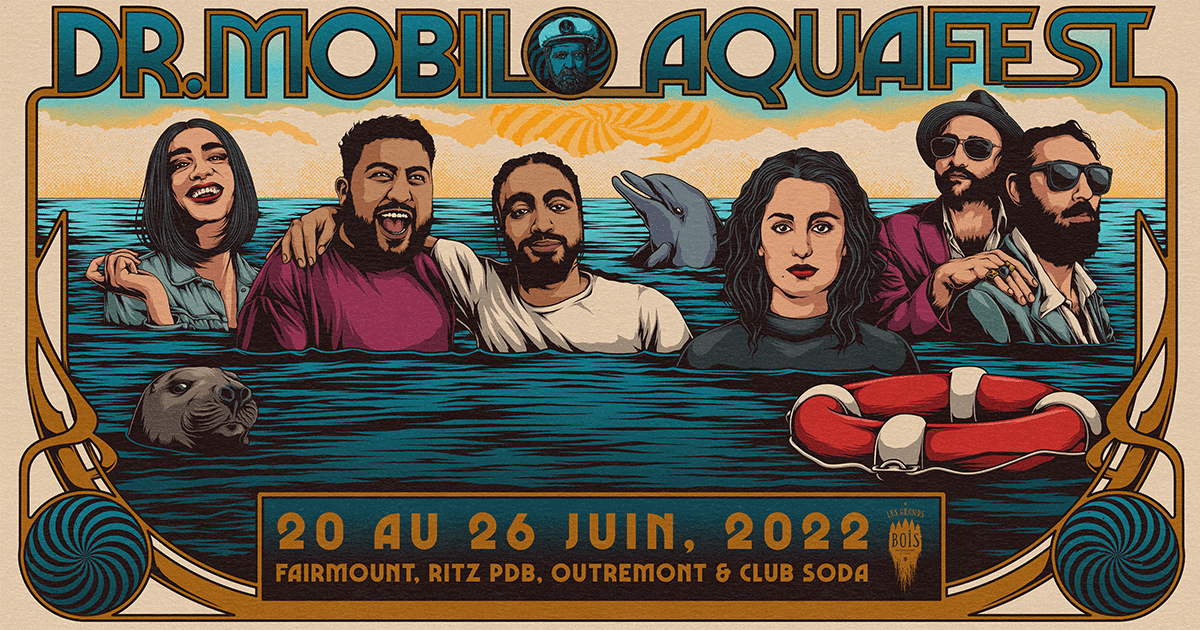 DR. MOBILO AQUAFEST
20 AU 26 JUIN, 2022
FAIRMOUNT, RITZ PDB, OUTREMONT & CLUB SODA
LES GRANDS
BOIS